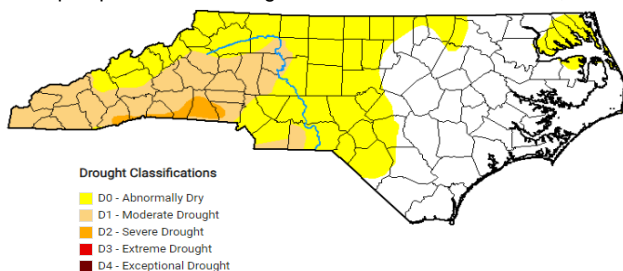 Drought Classifications
D0 - Abnormally Dry
D1 - Moderate Drought
D2 - Severe Drought
D3 - Extreme Drought
D4 - Exceptional Drought